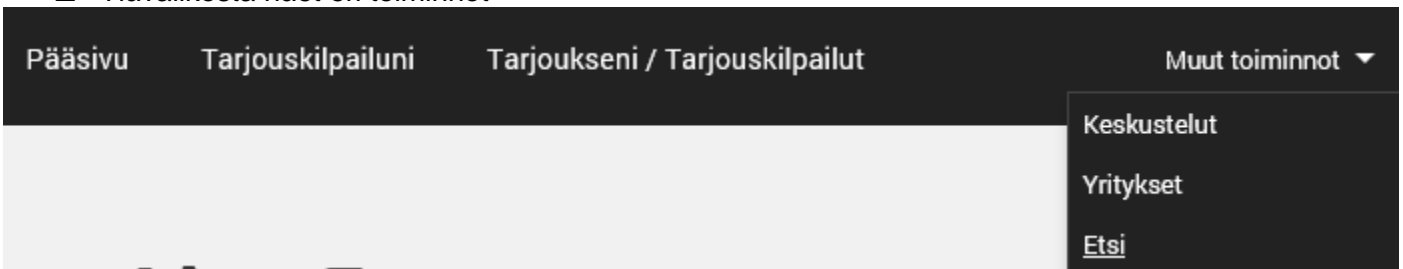 Pääsivu Tarjouskilpailuni Tarjoukseni / Tarjouskilpailut Muut toiminnot
Keskustelut
Yritykset
Etsi